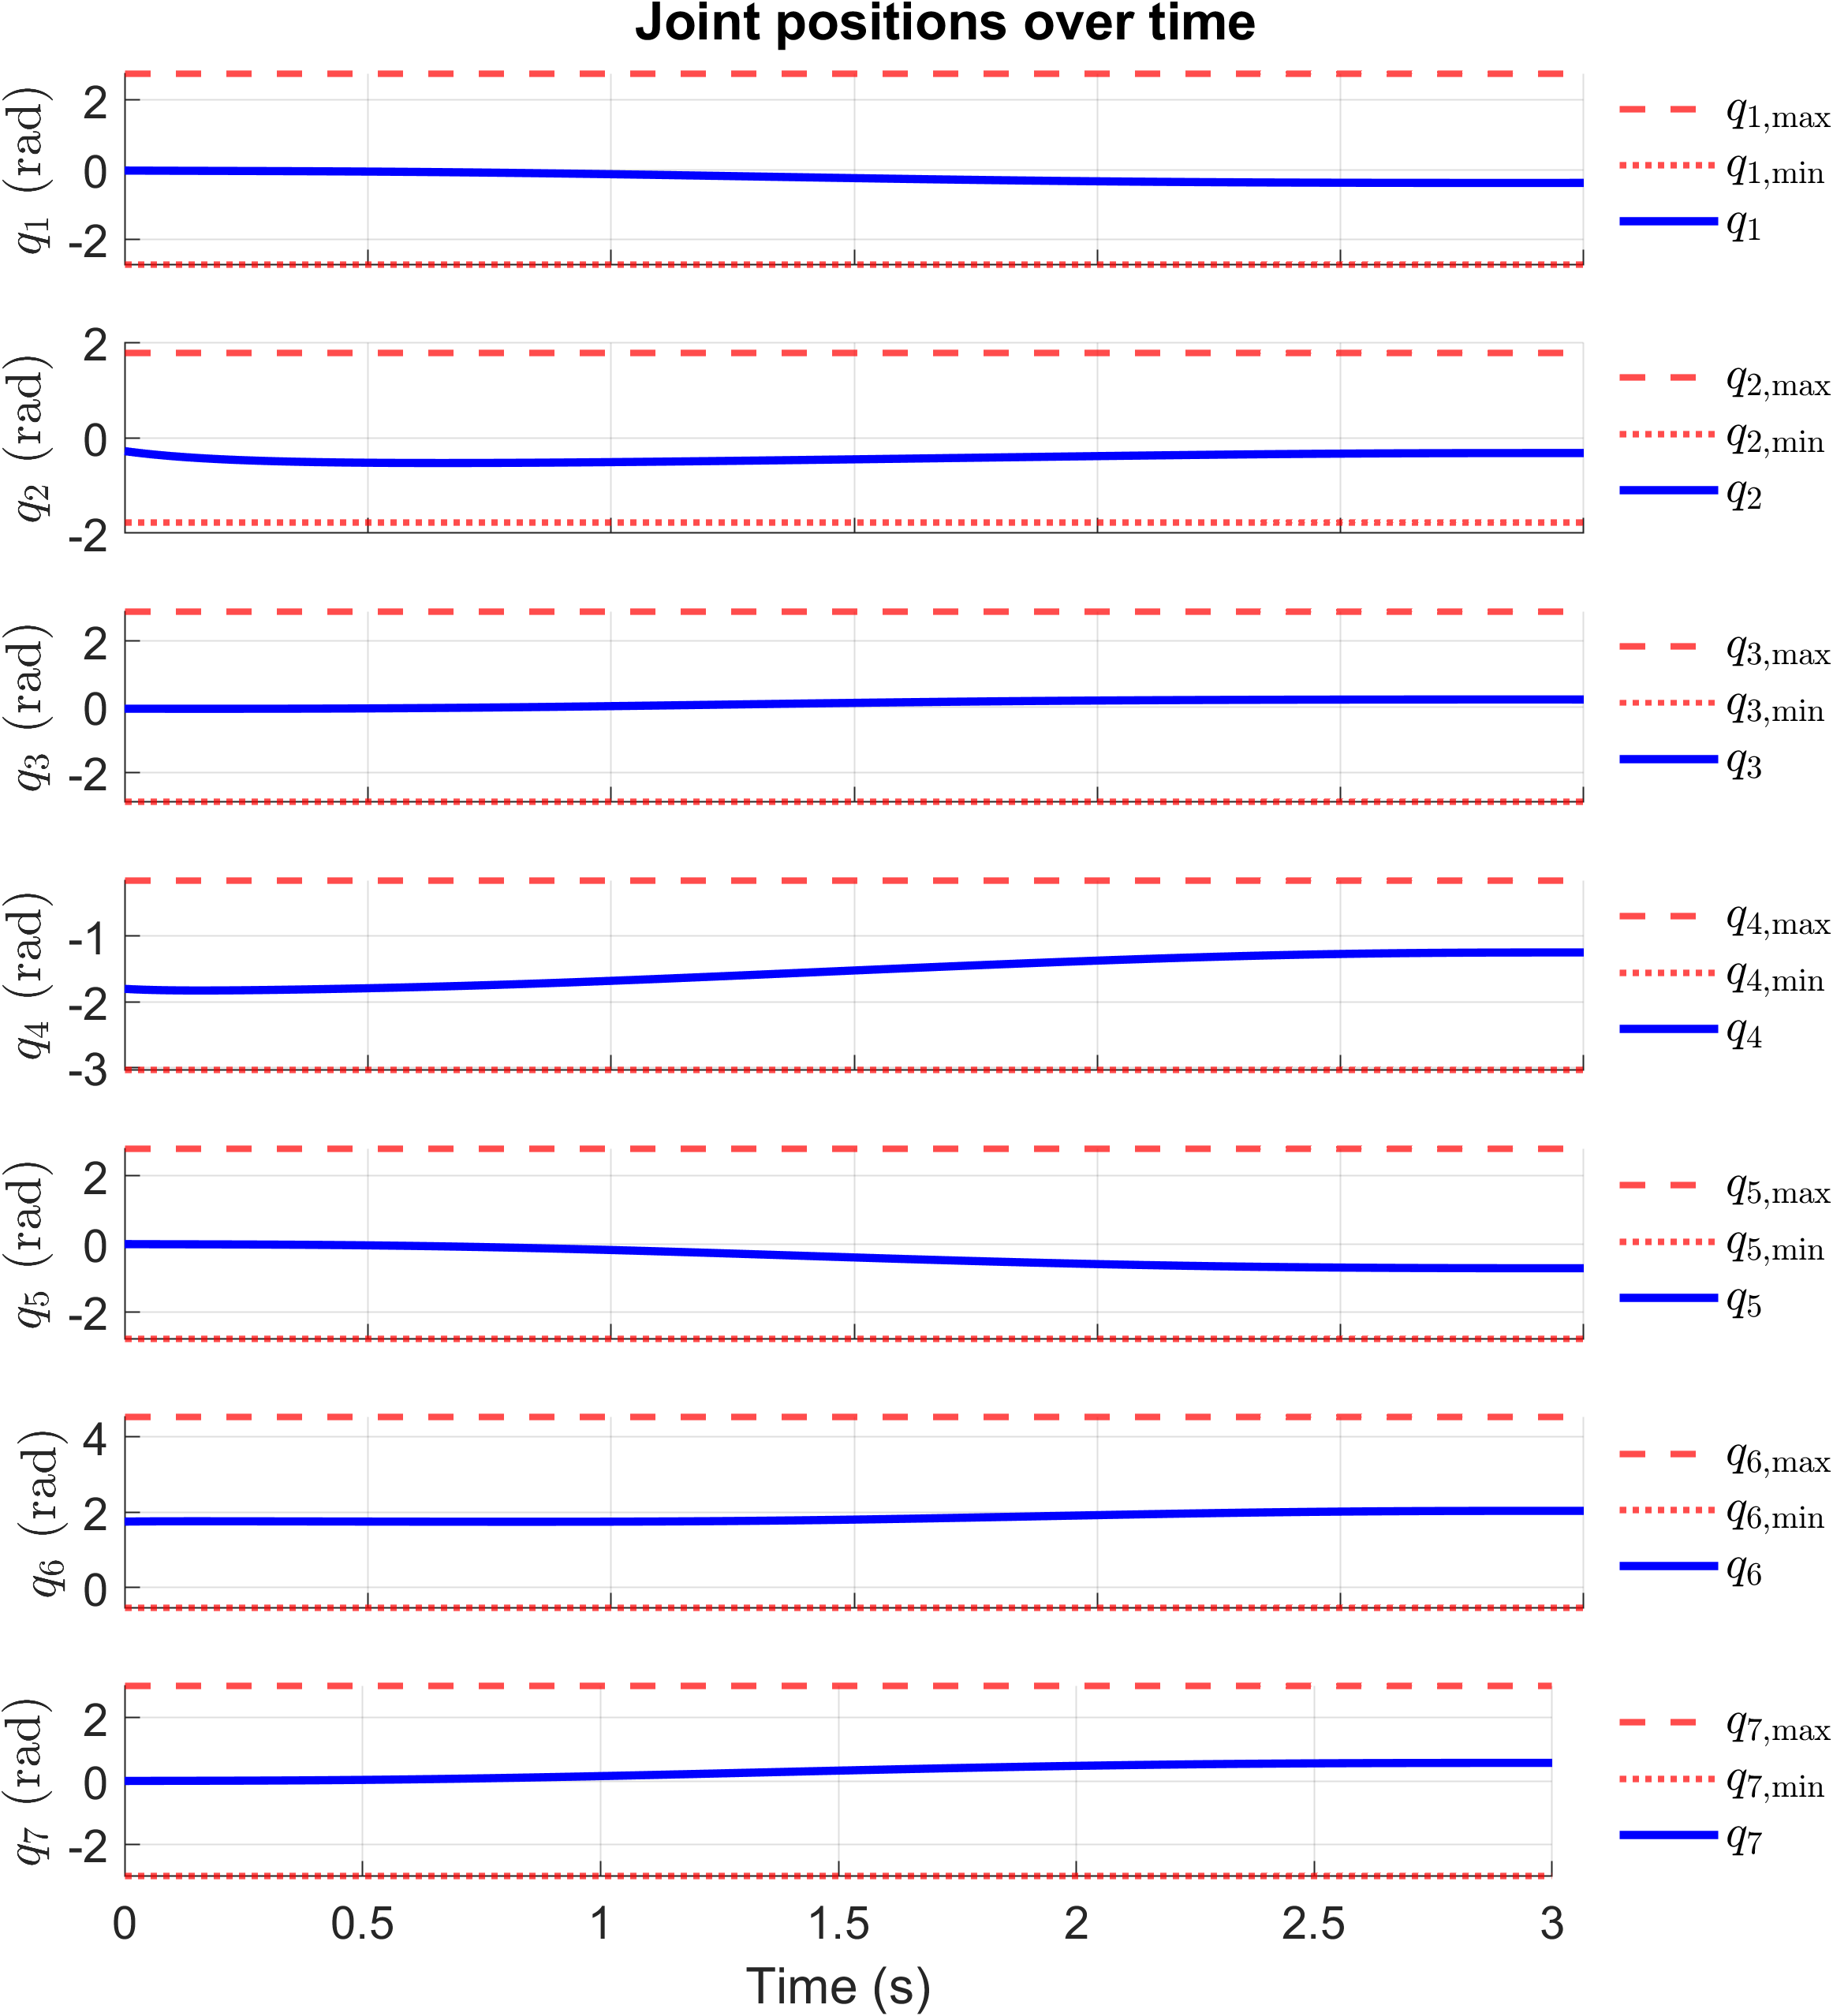 Joint positions over time
q1 (rad)
2
0
-2
q1,max
q1,min
q1
q2 (rad)
2
0
-2
q2,max
q2,min
q2
q3 (rad)
2
0
-2
q3,max
q3,min
q3
q4 (rad)
-1
-2
-3
q4,max
q4,min
q4
q5 (rad)
2
0
-2
q5,max
q5,min
q5
q6 (rad)
4
2
0
q6,max
q6,min
q6
q7 (rad)
2
0
-2
q7,max
q7,min
q7
0 0.5 1 1.5 2 2.5 3
Time (s)